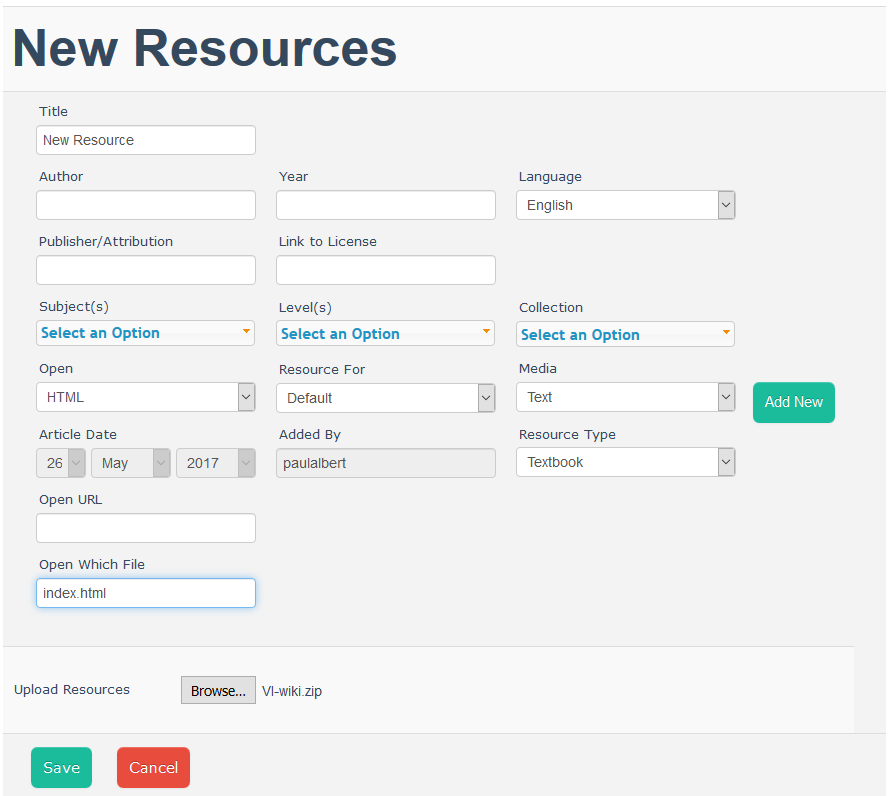 New Resources
Title
New Resource
Author Year Language
English
Publisher/Attribution Link to License
Subject(s) Level(s) Collection
Select an Option Select an Option Select an Option
Open Resource For Media
HTML Default Text Add New
Article Date Added By Resource Type
26 May 2017 paulalbert Textbook
Open URL
Open Which File
index.html
Upload Resources Browse... VI-wiki.zip
Save Cancel